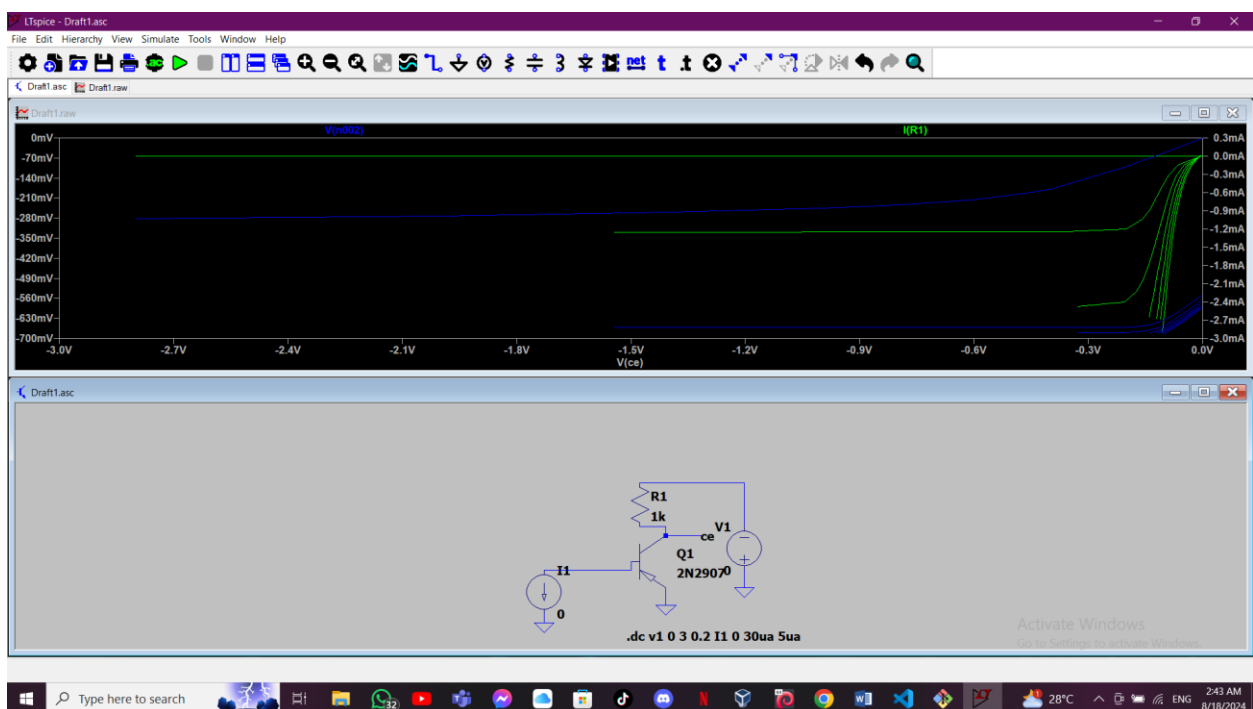 LTspice - Draft1.asc
File Edit Hierarchy View Simulate Tools Window Help
.ac
net
t
.t
Draft1.asc Draft1.raw
Draft1.raw
V(n002) I(R1)
0mV 0.3mA
-70mV 0.0mA
-140mV -0.3mA
-210mV -0.6mA
-280mV -0.9mA
-350mV -1.2mA
-420mV -1.5mA
-490mV -1.8mA
-560mV -2.1mA
-2.4mA
-630mV -2.7mA
-700mV -3.0mA
-3.0V -2.7V -2.4V -2.1V -1.8V -1.5V -1.2V -0.9V -0.6V -0.3V 0.0V
V(ce)
Draft1.asc
R1
1k
V1
ce
Q1
2N2907
0
I1
0
.dc v1 0 3 0.2 I1 0 30ua 5ua
Activate Windows
Go to Settings to activate Windows.
Type here to search
32
28°C ENG
2:43 AM
8/18/2024